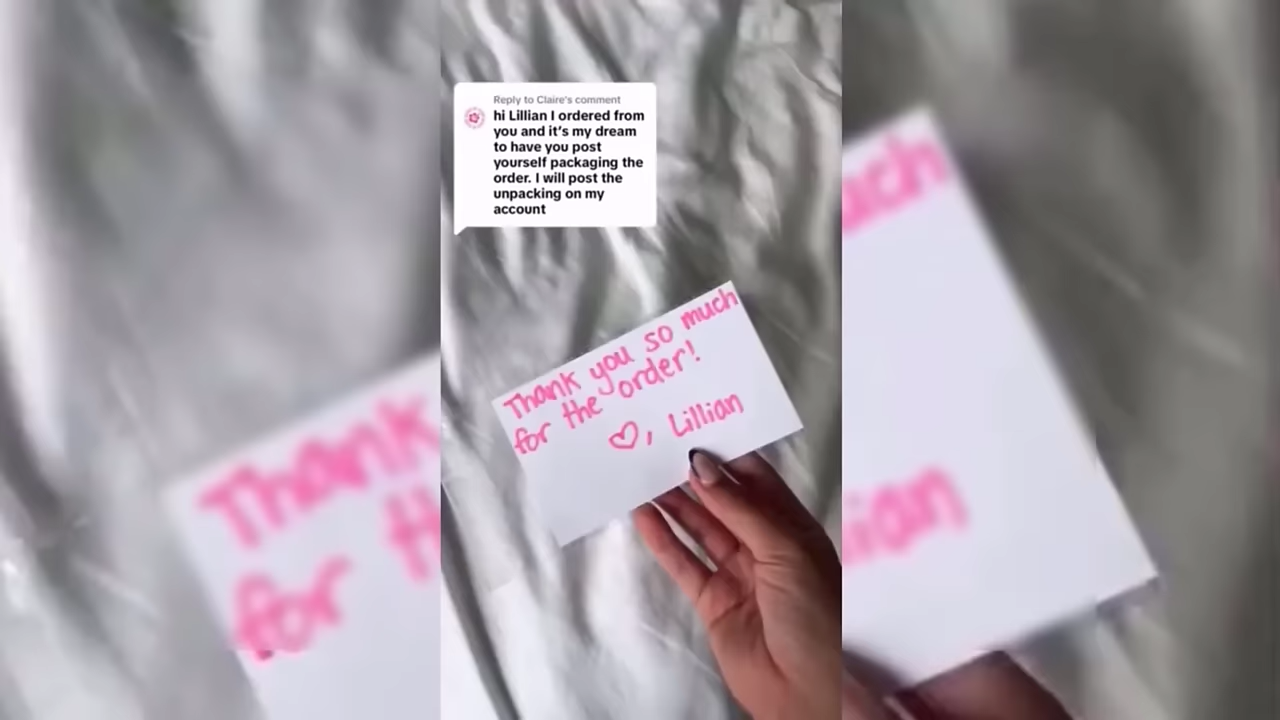 Reply to Claire's comment
hi Lillian I ordered from
you and it's my dream
to have you post
yourself packaging the
order. I will post the
unpacking on my
account
Thank you so much
for the order!
♡, Lillian